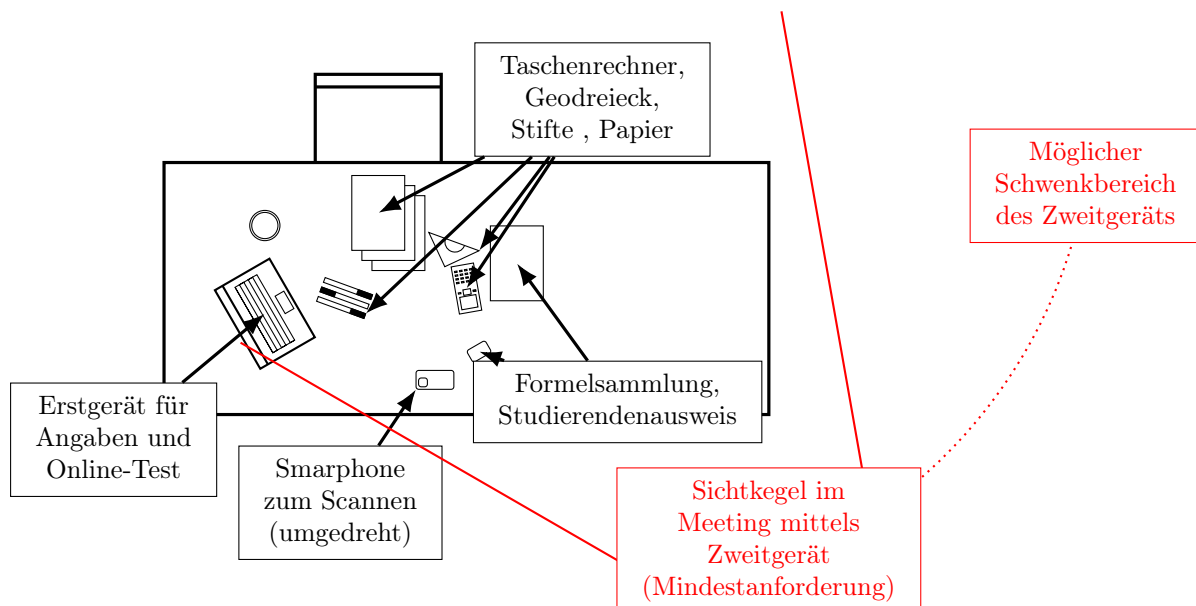 Taschenrechner,
Geodreieck,
Stifte , Papier
Möglicher
Schwenkbereich
des Zweitgeräts
Formelsammlung,
Studierendenausweis
Erstgerät für
Angaben und
Online-Test
Smarphone
zum Scannen
(umgedreht)
Sichtkegel im
Meeting mittels
Zweitgerät
(Mindestanforderung)